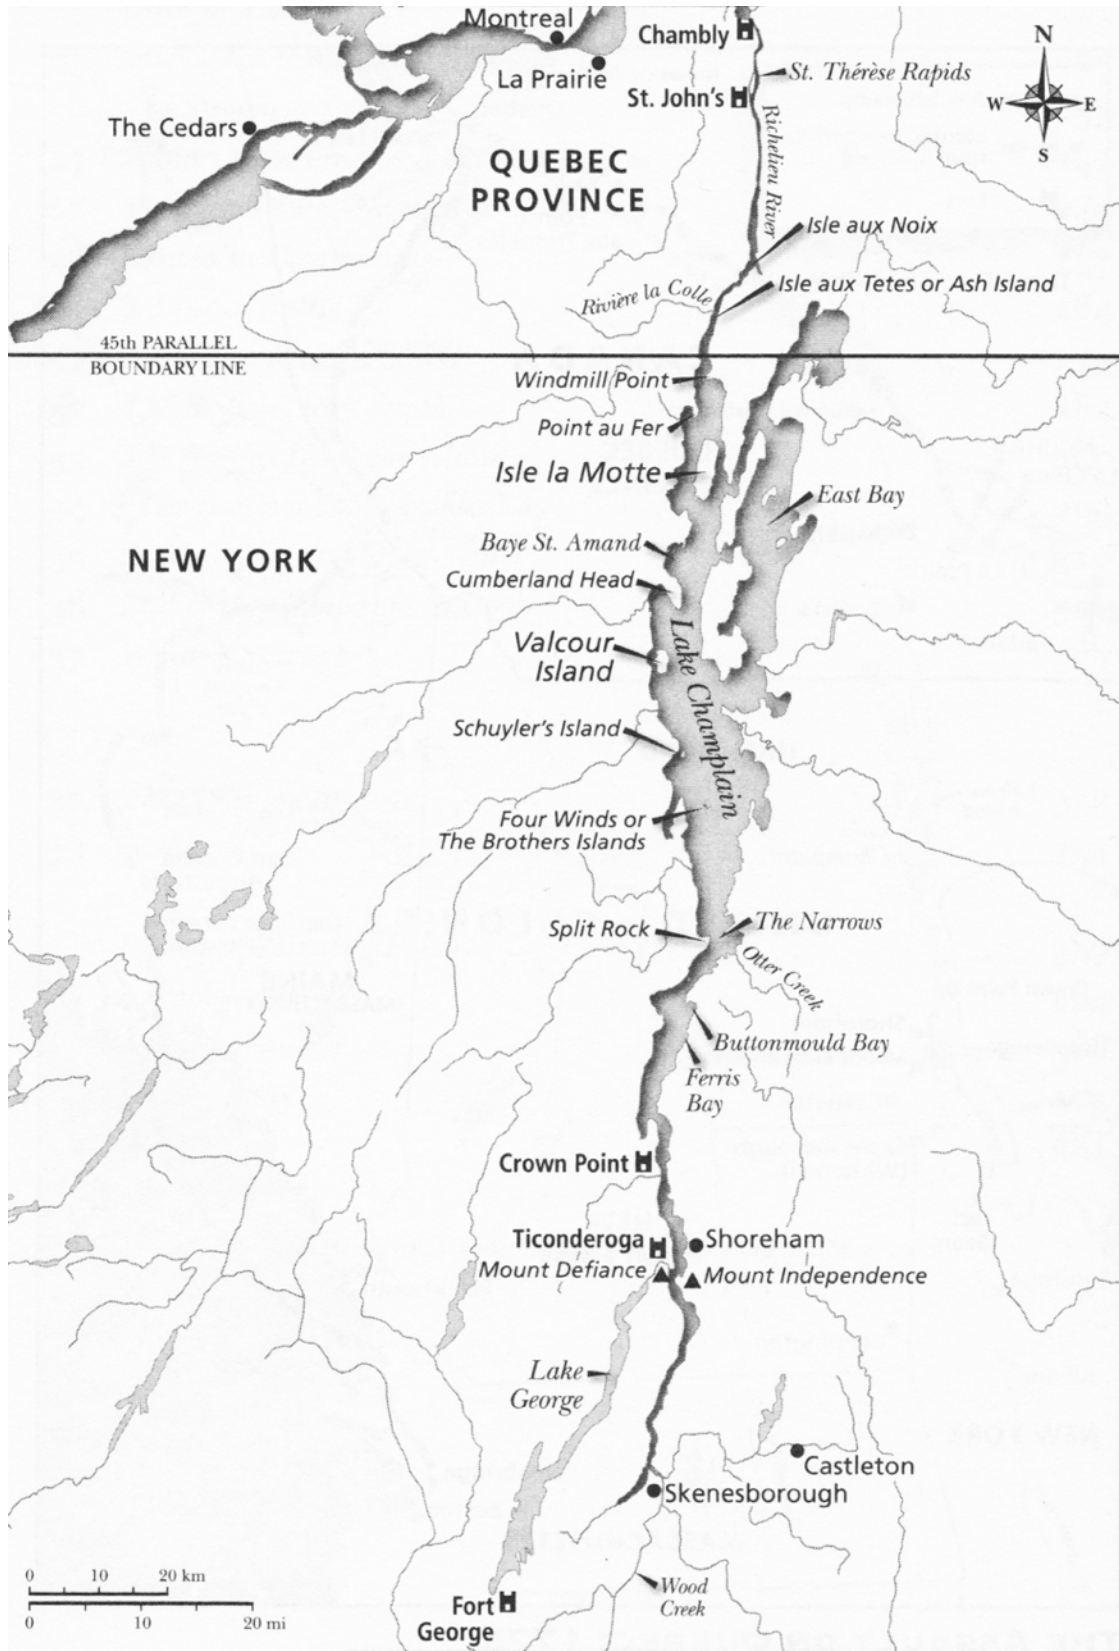 Montreal
Chambly
N
La Prairie
St. Thérèse Rapids
St. John's
W
E
The Cedars
S
QUEBEC
PROVINCE
Richelieu River
Isle aux Noix
Rivière la Colle
Isle aux Tetes or Ash Island
45th PARALLEL
BOUNDARY LINE
Windmill Point
Point au Fer
Isle la Motte
East Bay
Baye St. Amand
NEW YORK
Cumberland Head
Valcour
Island
Lake Champlain
Schuyler's Island
Four Winds or
The Brothers Islands
Split Rock
The Narrows
Otter Creek
Buttonmould Bay
Ferris
Bay
Crown Point
Ticonderoga
Shoreham
Mount Defiance
Mount Independence
Lake
George
Castleton
Skenesborough
0 10 20 km
0 10 20 mi
Wood
Creek
Fort
George